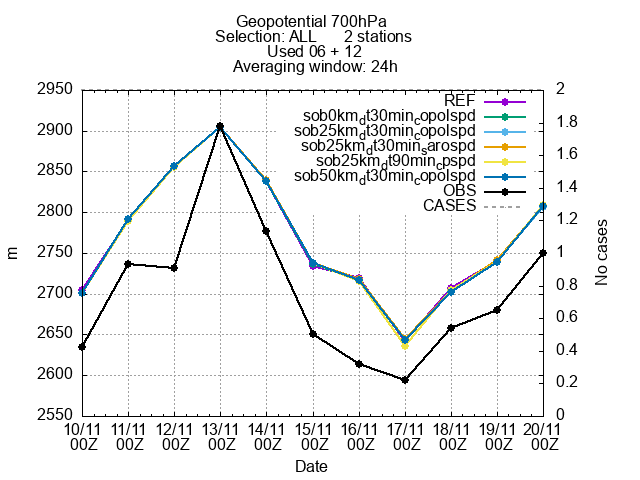 Geopotential 700hPa
Selection: ALL 2 stations
Used 06 + 12
Averaging window: 24h
2950
2900
2850
2800
2750
2700
2650
2600
2550
m
2
1.8
1.6
1.4
1.2
1
0.8
0.6
0.4
0.2
0
No cases
REF
sob0km_dt30min_copolspd
sob25km_dt30min_copolspd
sob25km_dt30min_sarospd
sob25km_dt90min_cpspd
sob50km_dt30min_copolspd
OBS
CASES
10/11 11/11 12/11 13/11 14/11 15/11 16/11 17/11 18/11 19/11 20/11
00Z 00Z 00Z 00Z 00Z 00Z 00Z 00Z 00Z 00Z 00Z
Date